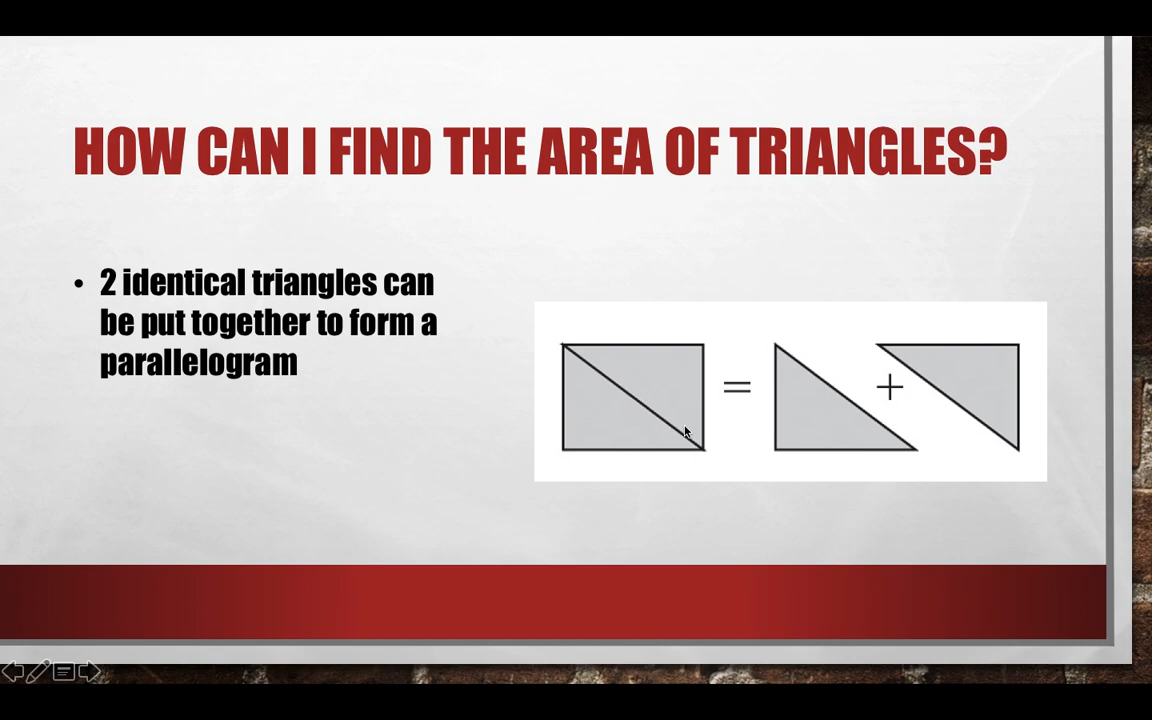 HOW CAN I FIND THE AREA OF TRIANGLES?
• 2 identical triangles can
be put together to form a
parallelogram
= +